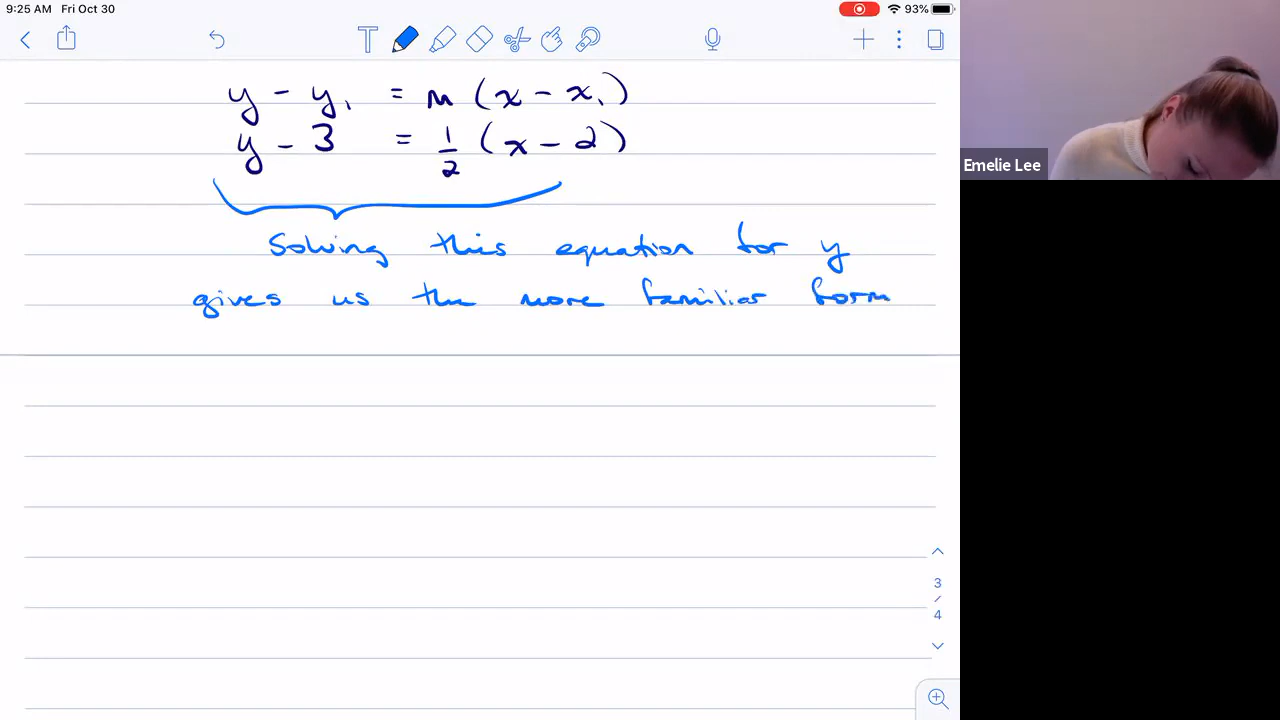 9:25 AM Fri Oct 30
93%
T
y - y₁ = m (x - x₁)
y - 3 = 1/2 (x - 2)
Solving this equation for y
gives us the more familiar form
Emelie Lee
3
/
4